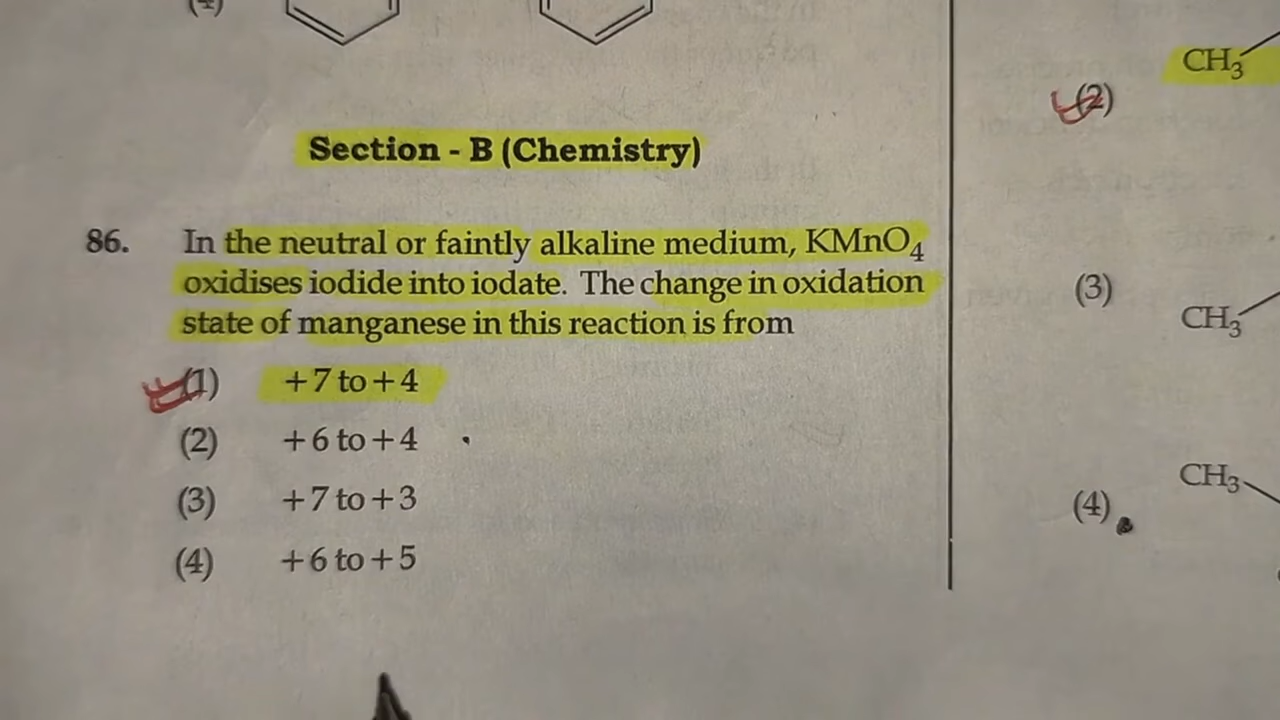 (4)
Section - B (Chemistry)
86. In the neutral or faintly alkaline medium, KMnO₄
oxidises iodide into iodate. The change in oxidation
state of manganese in this reaction is from
(1) +7 to +4
(2) +6 to +4
(3) +7 to +3
(4) +6 to +5
CH₃
(2)
(3)
CH₃
CH₃
(4)